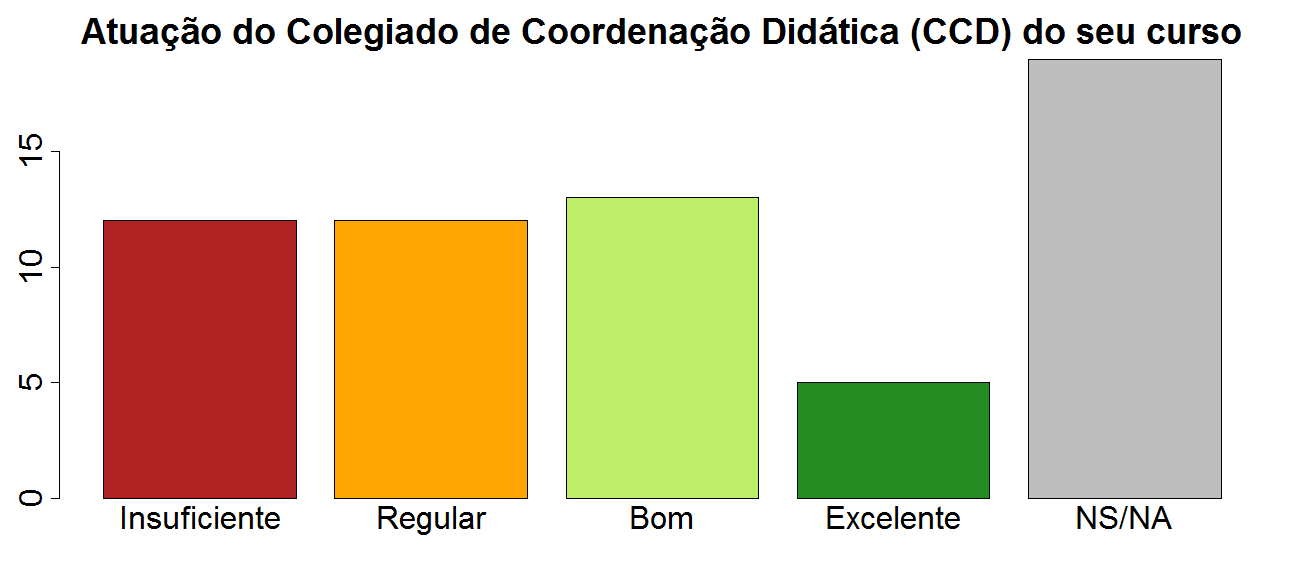 Atuação do Colegiado de Coordenação Didática (CCD) do seu curso
15
10
5
0
Insuficiente Regular Bom Excelente NS/NA